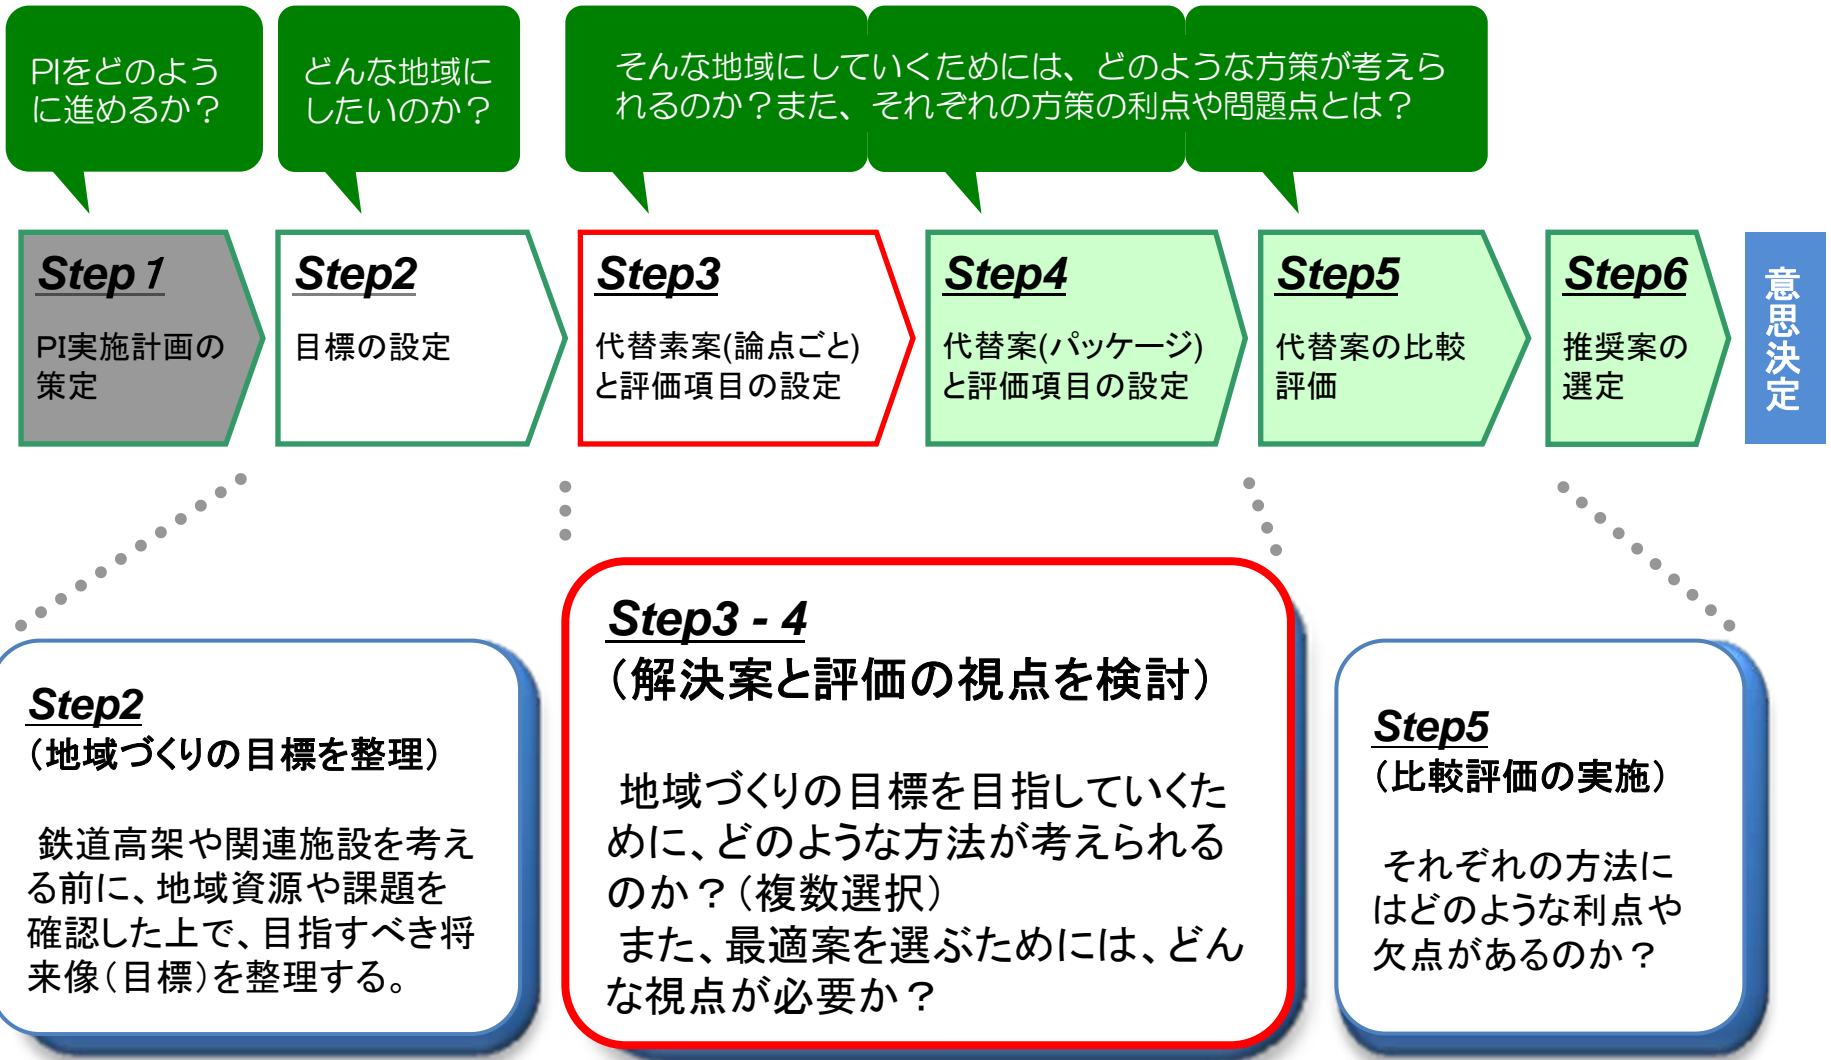 PIをどのよう
に進めるか？
どんな地域に
したいのか？
そんな地域にしていくためには、どのような方策が考えら
れるのか？また、それぞれの方策の利点や問題点とは？
Step１
PI実施計画の
策定
Step2
目標の設定
Step3
代替素案(論点ごと)
と評価項目の設定
Step4
代替案(パッケージ)
と評価項目の設定
Step5
代替案の比較
評価
Step6
推奨案の
選定
意思決定
Step2
（地域づくりの目標を整理）
鉄道高架や関連施設を考え
る前に、地域資源や課題を
確認した上で、目指すべき将
来像（目標）を整理する。
Step3 - 4
（解決案と評価の視点を検討）
地域づくりの目標を目指していくた
めに、どのような方法が考えられる
のか？（複数選択）
また、最適案を選ぶためには、どん
な視点が必要か？
Step5
（比較評価の実施）
それぞれの方法に
はどのような利点や
欠点があるのか？